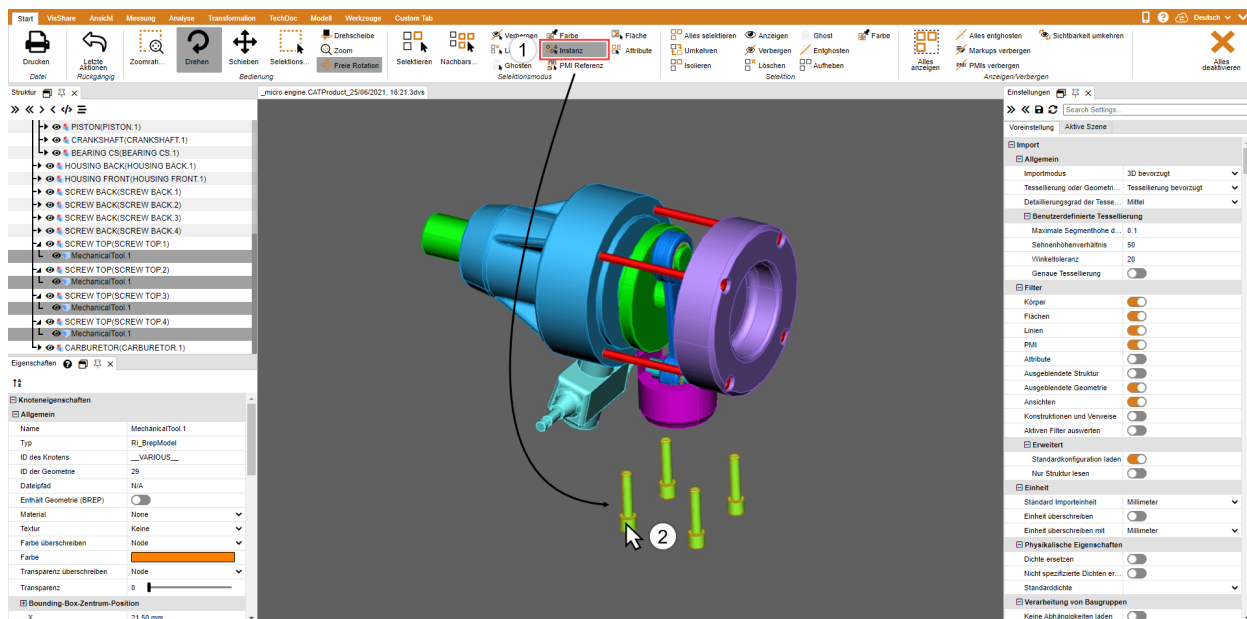 Start VisShare Ansicht Messung Analyse Transformation TechDoc Modell Werkzeuge Custom Tab Deutsch
Drucken
Letzte Aktionen
Zoomrah...
Drehen
Schieben
Selektions...
Drehscheibe
Zoom
Freie Rotation
Selektieren
Nachbars...
Verbergen
Ghosten
Farbe
Instanz
PMI Referenz
Fläche
Attribute
Alles selektieren
Umkehren
Isolieren
Anzeigen
Verbergen
Löschen
Ghost
Entghosten
Aufheben
Farbe
Alles anzeigen
Alles entghosten
Markups verbergen
PMI PMIs verbergen
Sichtbarkeit umkehren
Alles deaktivieren
Datei Rückgängig Bedienung Selektionsmodus Selektion Anzeigen/Verbergen
1
Struktur
PISTON(PISTON.1)
CRANKSHAFT(CRANKSHAFT.1)
BEARING CS(BEARING CS.1)
HOUSING BACK(HOUSING BACK.1)
HOUSING FRONT(HOUSING FRONT.1)
SCREW BACK(SCREW BACK.1)
SCREW BACK(SCREW BACK.2)
SCREW BACK(SCREW BACK.3)
SCREW BACK(SCREW BACK.4)
SCREW TOP(SCREW TOP.1)
MechanicalTool.1
SCREW TOP(SCREW TOP.2)
MechanicalTool.1
SCREW TOP(SCREW TOP.3)
MechanicalTool.1
SCREW TOP(SCREW TOP.4)
MechanicalTool.1
CARBURETOR(CARBURETOR.1)
Eigenschaften
Knoteneigenschaften
Allgemein
Name MechanicalTool.1
Typ Ri_BrepModel
ID des Knotens __VARIOUS__
ID der Geometrie 29
Dateipfad N/A
Enthält Geometrie (BREP)
Material None
Textur Keine
Farbe überschreiben Node
Farbe
Transparenz überschreiben Node
Transparenz 0
Bounding-Box-Zentrum-Position
X 21.50 mm
_micro engine.CATProduct_25/06/2021, 16:21.3dvs
2
Einstellungen
Search Settings...
Voreinstellung Aktive Szene
Import
Allgemein
Importmodus 3D bevorzugt
Tessellierung oder Geometri... Tessellierung bevorzugt
Detaillierungsgrad der Tesse... Mittel
Benutzerdefinierte Tessellierung
Maximale Segmenthöhe d... 0.1
Sehnenhöhenverhältnis 50
Winkeltoleranz 20
Genaue Tessellierung
Filter
Körper
Flächen
Linien
PMI
Attribute
Ausgeblendete Struktur
Ausgeblendete Geometrie
Ansichten
Konstruktionen und Verweise
Aktiven Filter auswerten
Erweitert
Standardkonfiguration laden
Nur Struktur lesen
Einheit
Standard Importeinheit Millimeter
Einheit überschreiben
Einheit überschreiben mit Millimeter
Physikalische Eigenschaften
Dichte ersetzen
Nicht spezifizierte Dichten er...
Standarddichte
Verarbeitung von Baugruppen
Keine Abhängigkeiten laden